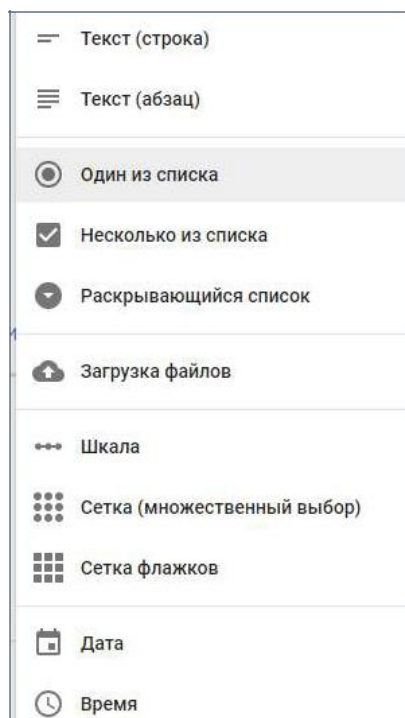 Текст (строка)
Текст (абзац)
Один из списка
Несколько из списка
Раскрывающийся список
Загрузка файлов
Шкала
Сетка (множественный выбор)
Сетка флажков
Дата
Время